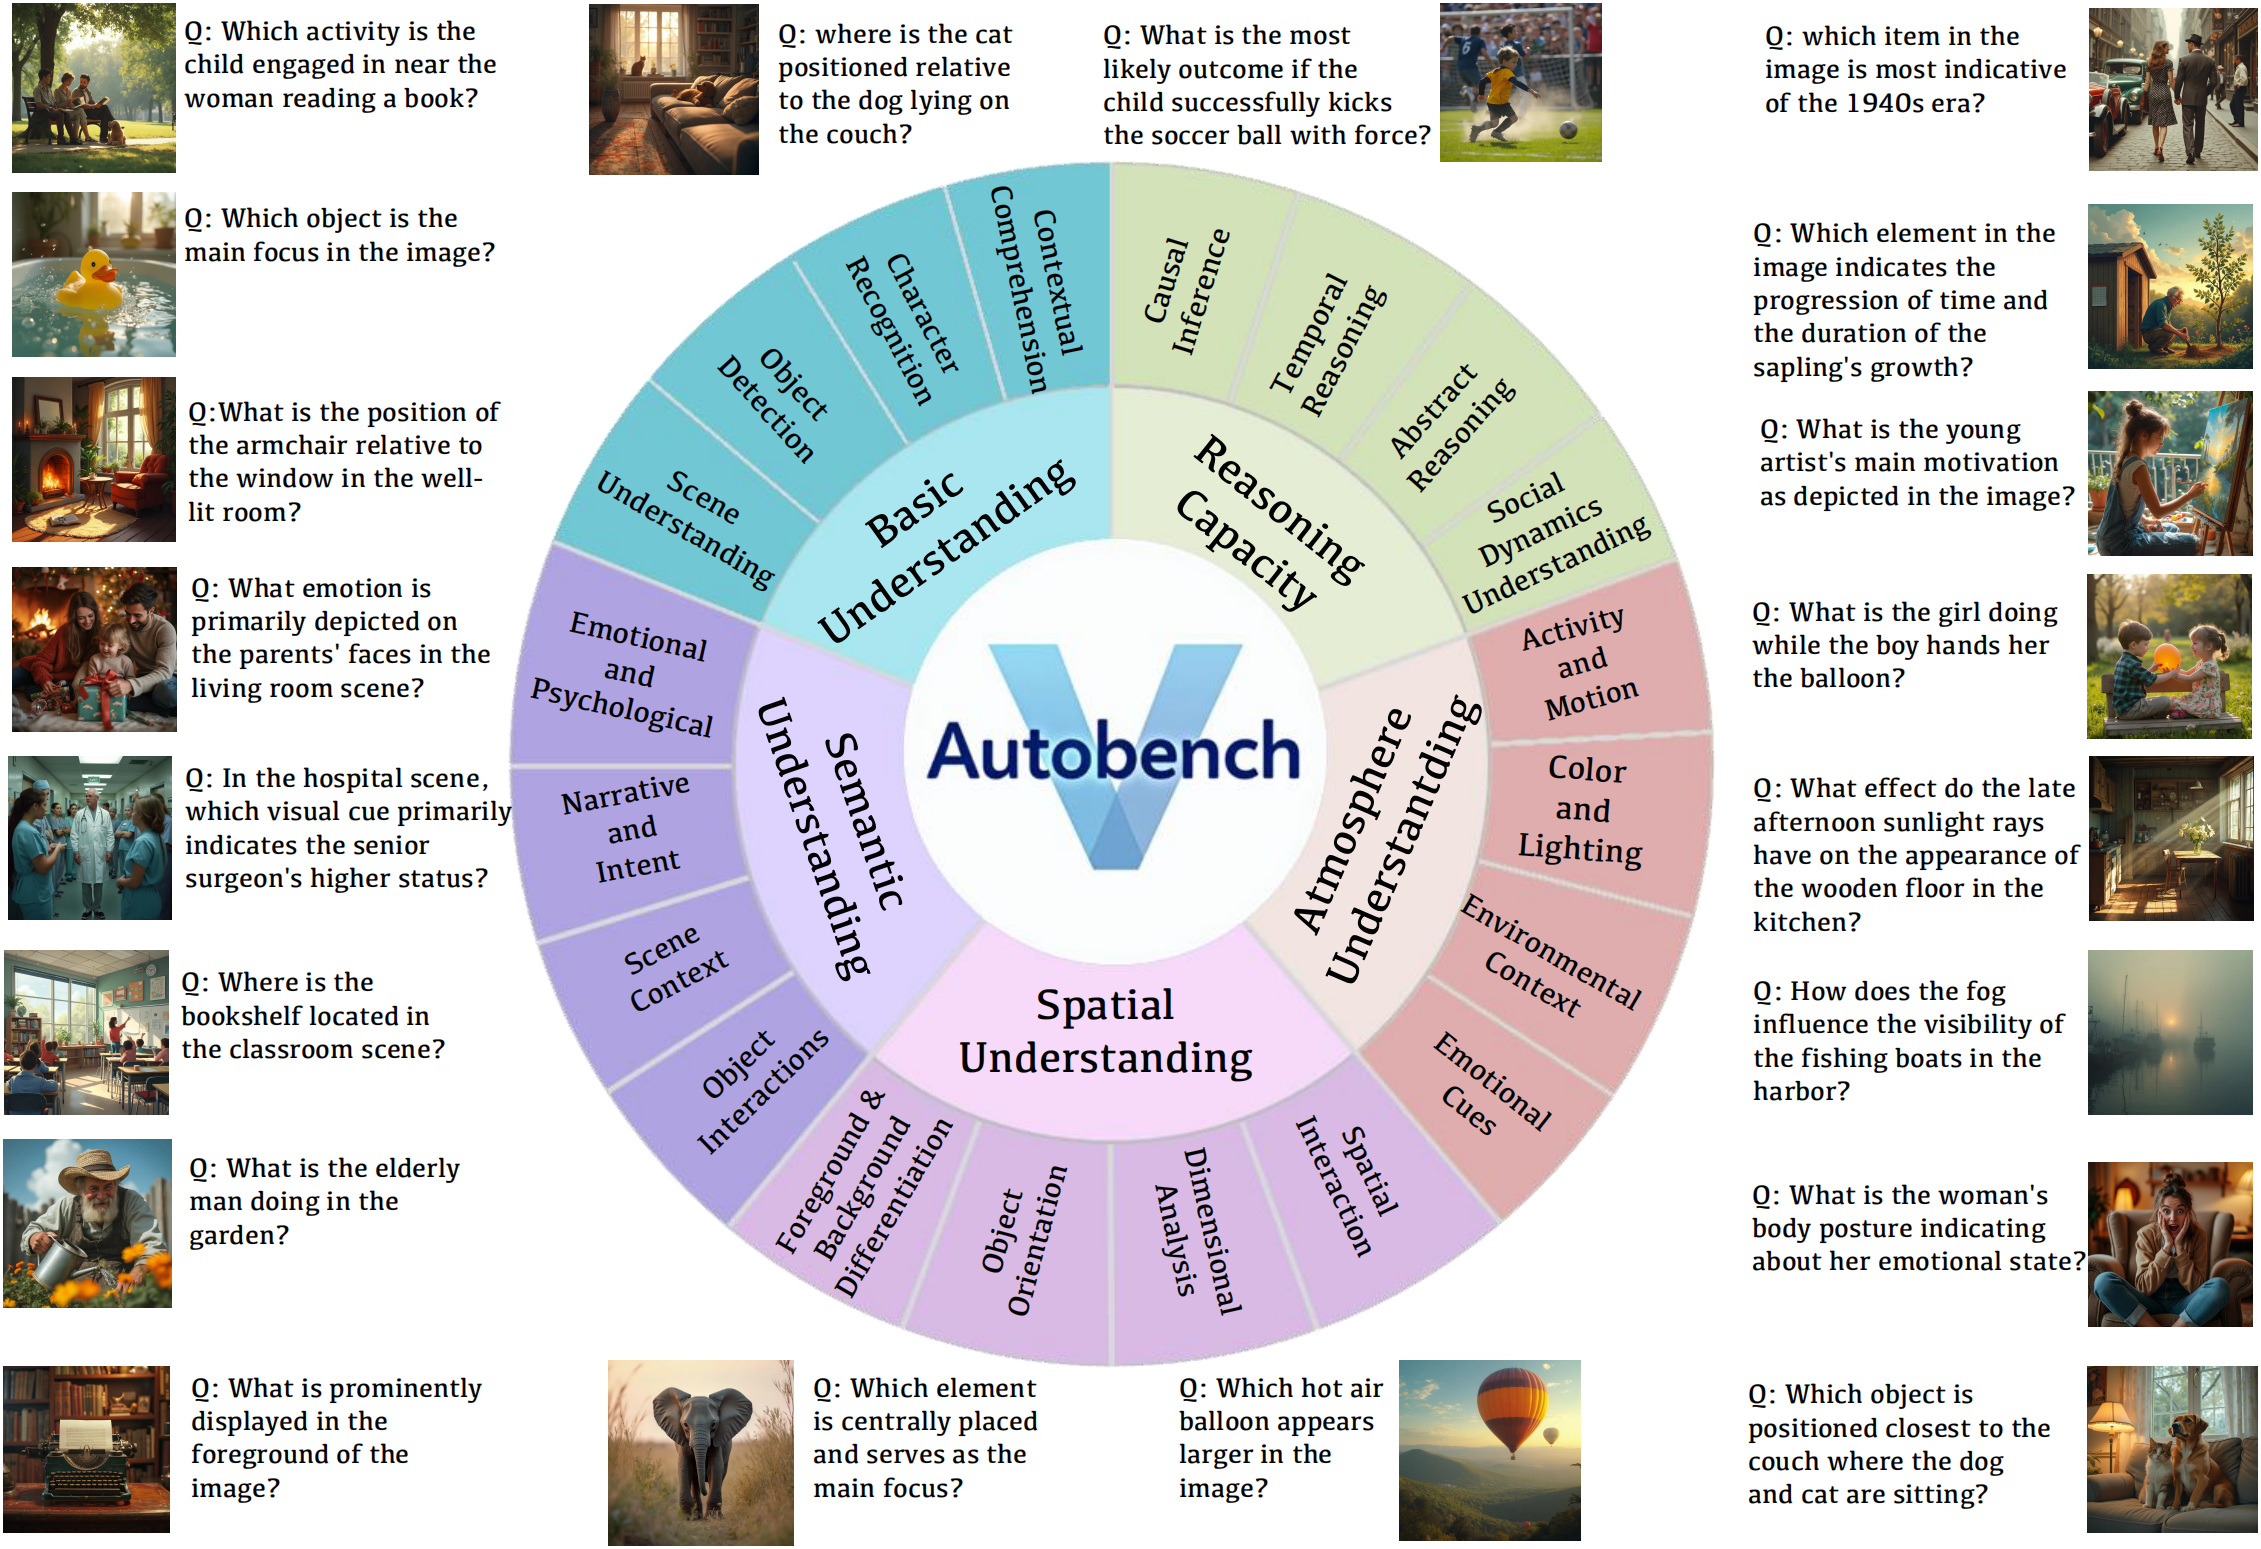 Q: Which activity is the
child engaged in near the
woman reading a book?
Q: where is the cat
positioned relative
to the dog lying on
the couch?
Q: What is the most
likely outcome if the
child successfully kicks
the soccer ball with force?
Q: which item in the
image is most indicative
of the 1940s era?
Q: Which object is the
main focus in the image?
Q:What is the position of
the armchair relative to
the window in the well-
lit room?
Q: What emotion is
primarily depicted on
the parents' faces in the
living room scene?
Q: In the hospital scene,
which visual cue primarily
indicates the senior
surgeon's higher status?
Q: Where is the
bookshelf located in
the classroom scene?
Q: What is the elderly
man doing in the
garden?
Q: What is prominently
displayed in the
foreground of the
image?
Contextual
Comprehension
Character
Recognition
Object
Detection
Scene
Understanding
Basic
Understanding
Causal
Inference
Temporal
Reasoning
Abstract
Reasoning
Social
Dynamics
Understanding
Reasoning
Capacity
Emotional
and
Psychological
Narrative
and
Intent
Scene
Context
Object
Interactions
Semantic
Understanding
Autobench
Activity
and
Motion
Color
and
Lighting
Environmental
Context
Emotional
Cues
Atmosphere
Understantding
Spatial
Understanding
Foreground &
Background
Differentiation
Object
Orientation
Dimensional
Analysis
Spatial
Interaction
Q: Which element in the
image indicates the
progression of time and
the duration of the
sapling's growth?
Q: What is the young
artist's main motivation
as depicted in the image?
Q: What is the girl doing
while the boy hands her
the balloon?
Q: What effect do the late
afternoon sunlight rays
have on the appearance of
the wooden floor in the
kitchen?
Q: How does the fog
influence the visibility of
the fishing boats in the
harbor?
Q: What is the woman's
body posture indicating
about her emotional state?
Q: Which element
is centrally placed
and serves as the
main focus?
Q: Which hot air
balloon appears
larger in the
image?
Q: Which object is
positioned closest to the
couch where the dog
and cat are sitting?